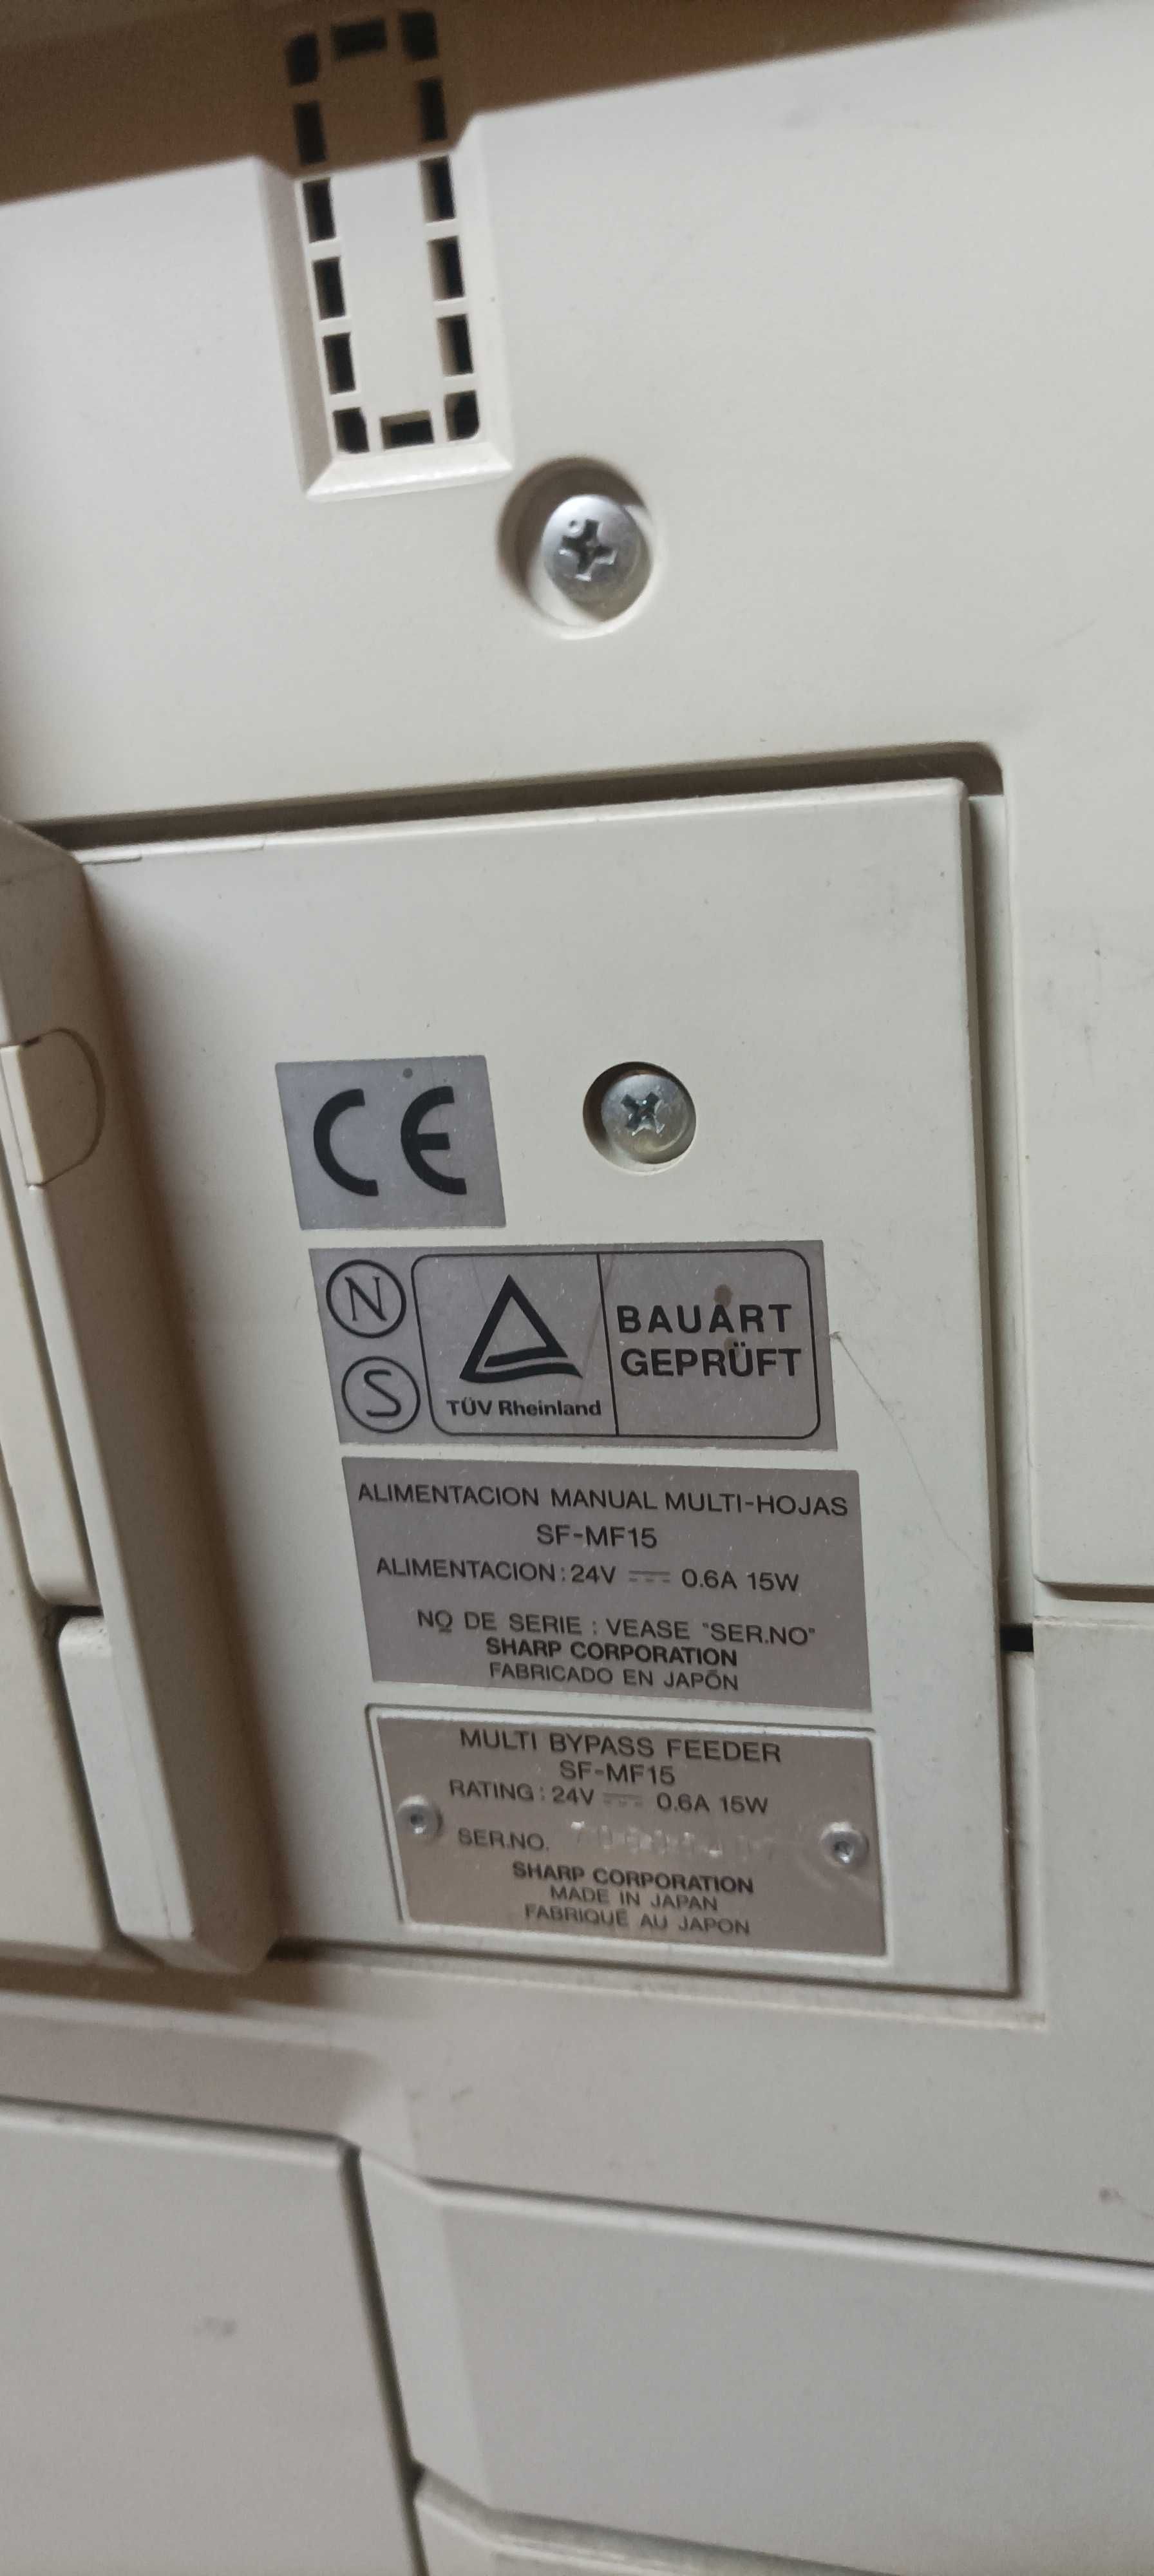 CE
N
S
TÜV Rheinland
BAUART
GEPRÜFT
ALIMENTACION MANUAL MULTI-HOJAS
SF-MF15
ALIMENTACION: 24V 0.6A 15W
NO DE SERIE : VEASE "SER.NO"
SHARP CORPORATION
FABRICADO EN JAPÓN
MULTI BYPASS FEEDER
SF-MF15
RATING : 24V 0.6A 15W
SER.NO.
SHARP CORPORATION
MADE IN JAPAN
FABRIQUÉ AU JAPON